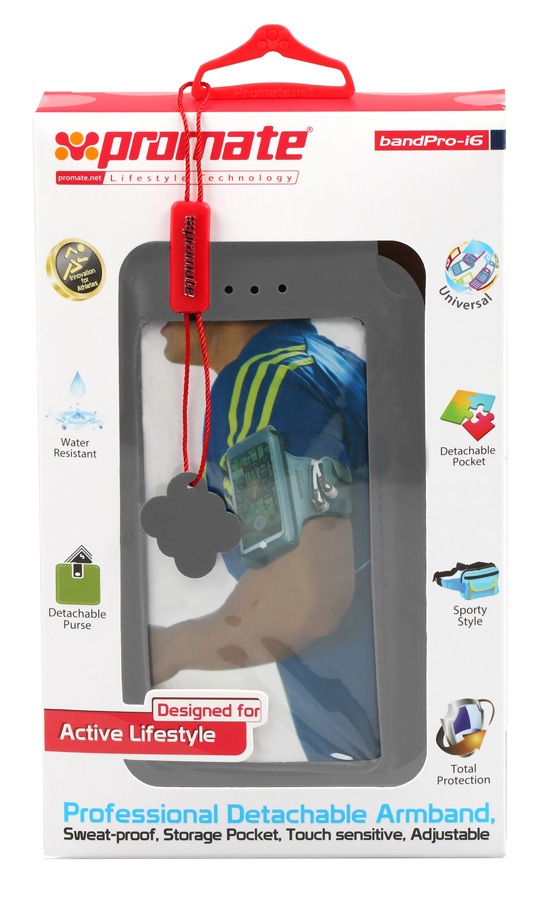 Promate.net
promate®
bandPro-i6
promate.net Lifestyle Technology
promate
Innovation
for
Athletes
Universal
Water
Resistant
Detachable
Pocket
Detachable
Purse
Sporty
Style
Designed for
Active Lifestyle
Total
Protection
Professional Detachable Armband,
Sweat-proof, Storage Pocket, Touch sensitive, Adjustable